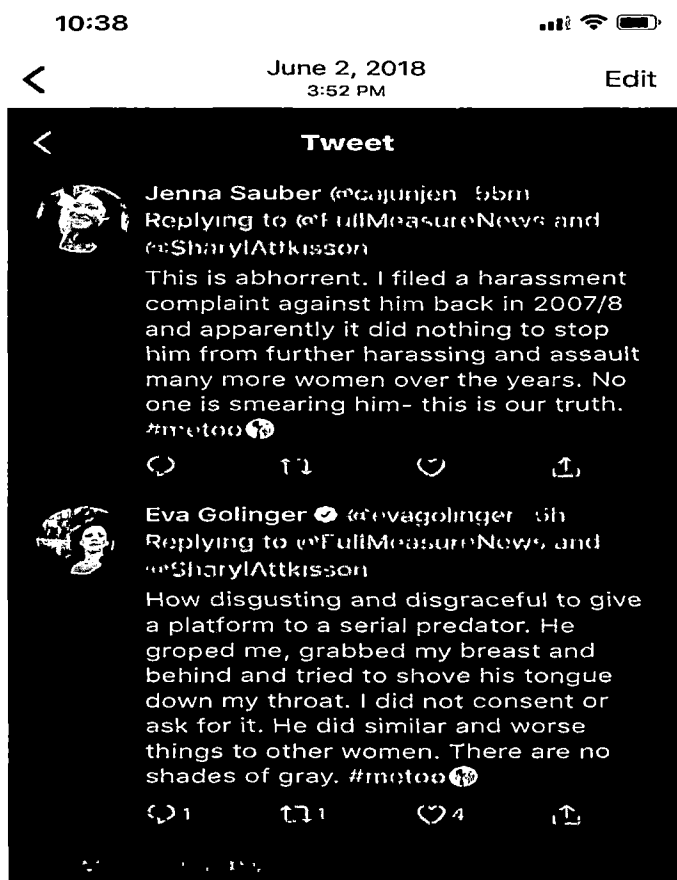 10:38
June 2, 2018
3:52 PM
Edit
Tweet
Jenna Sauber @cajunjen 55m
Replying to @FullMeasureNews and
@SharylAttkisson
This is abhorrent. I filed a harassment
complaint against him back in 2007/8
and apparently it did nothing to stop
him from further harassing and assault
many more women over the years. No
one is smearing him- this is our truth.
#metoo
Eva Golinger @evagolinger 5h
Replying to @FullMeasureNews and
@SharylAttkisson
How disgusting and disgraceful to give
a platform to a serial predator. He
groped me, grabbed my breast and
behind and tried to shove his tongue
down my throat. I did not consent or
ask for it. He did similar and worse
things to other women. There are no
shades of gray. #metoo
1 1 4